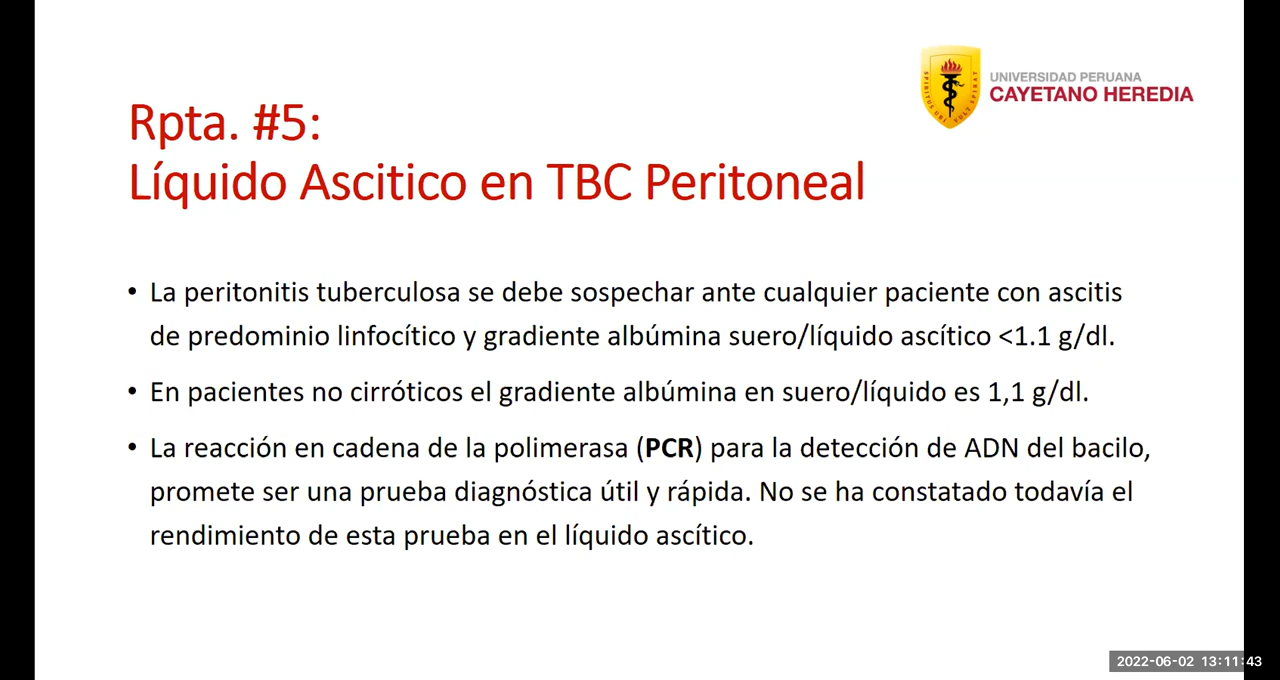 UNIVERSIDAD PERUANA
CAYETANO HEREDIA
Rpta. #5:
Líquido Ascitico en TBC Peritoneal
• La peritonitis tuberculosa se debe sospechar ante cualquier paciente con ascitis
de predominio linfocítico y gradiente albúmina suero/líquido ascítico <1.1 g/dl.
• En pacientes no cirróticos el gradiente albúmina en suero/líquido es 1,1 g/dl.
• La reacción en cadena de la polimerasa (PCR) para la detección de ADN del bacilo,
promete ser una prueba diagnóstica útil y rápida. No se ha constatado todavía el
rendimiento de esta prueba en el líquido ascítico.
2022-06-02 13:11:43